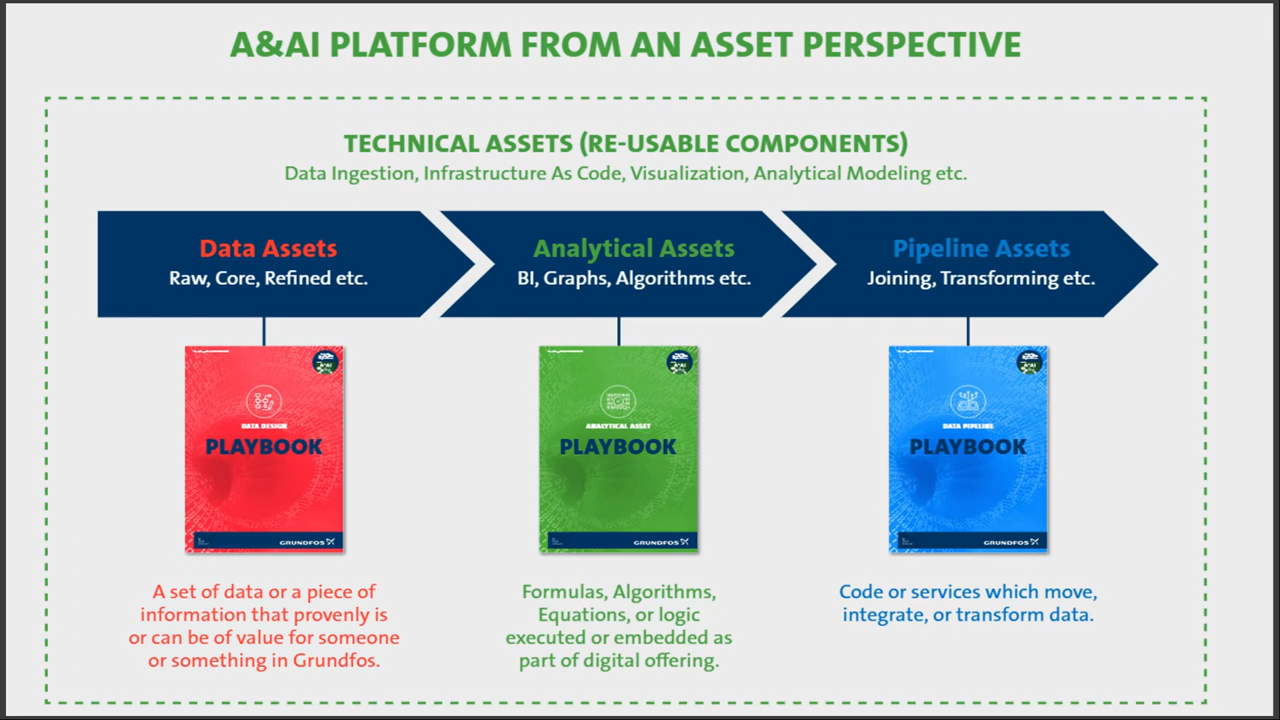 A&AI PLATFORM FROM AN ASSET PERSPECTIVE
TECHNICAL ASSETS (RE-USABLE COMPONENTS)
Data Ingestion, Infrastructure As Code, Visualization, Analytical Modeling etc.
Data Assets
Raw, Core, Refined etc.
Analytical Assets
BI, Graphs, Algorithms etc.
Pipeline Assets
Joining, Transforming etc.
DATA DESIGN
PLAYBOOK
GRUNDFOS
ANALYTICAL ASSET
PLAYBOOK
GRUNDFOS
DATA PIPELINE
PLAYBOOK
GRUNDFOS
A set of data or a piece of
information that provenly is
or can be of value for someone
or something in Grundfos.
Formulas, Algorithms,
Equations, or logic
executed or embedded as
part of digital offering.
Code or services which move,
integrate, or transform data.